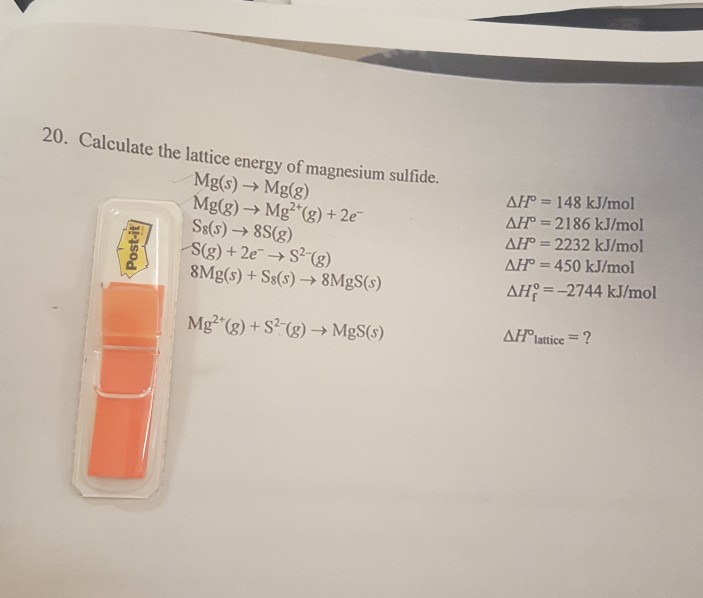 20. Calculate the lattice energy of magnesium sulfide.
Mg(s) → Mg(g) ΔH° = 148 kJ/mol
Mg(g) → Mg²⁺(g) + 2e⁻ ΔH° = 2186 kJ/mol
S₈(s) → 8S(g) ΔH° = 2232 kJ/mol
S(g) + 2e⁻ → S²⁻(g) ΔH° = 450 kJ/mol
8Mg(s) + S₈(s) → 8MgS(s) ΔH°f = –2744 kJ/mol
Mg²⁺(g) + S²⁻(g) → MgS(s) ΔH°lattice = ?
Post-it